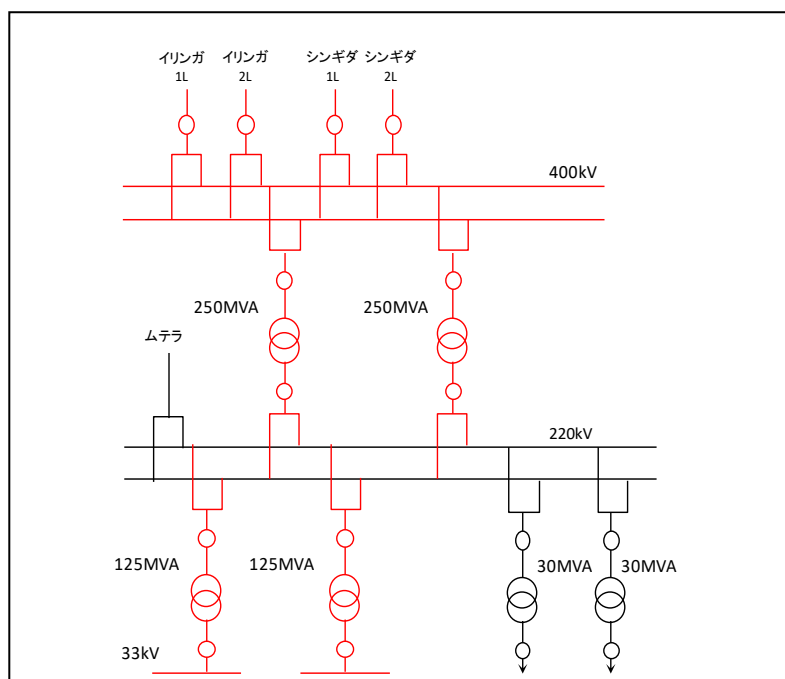 イリンガ イリンガ シンギダ シンギダ
1L 2L 1L 2L
400kV
250MVA 250MVA
ムテラ
220kV
125MVA 125MVA 30MVA 30MVA
33kV